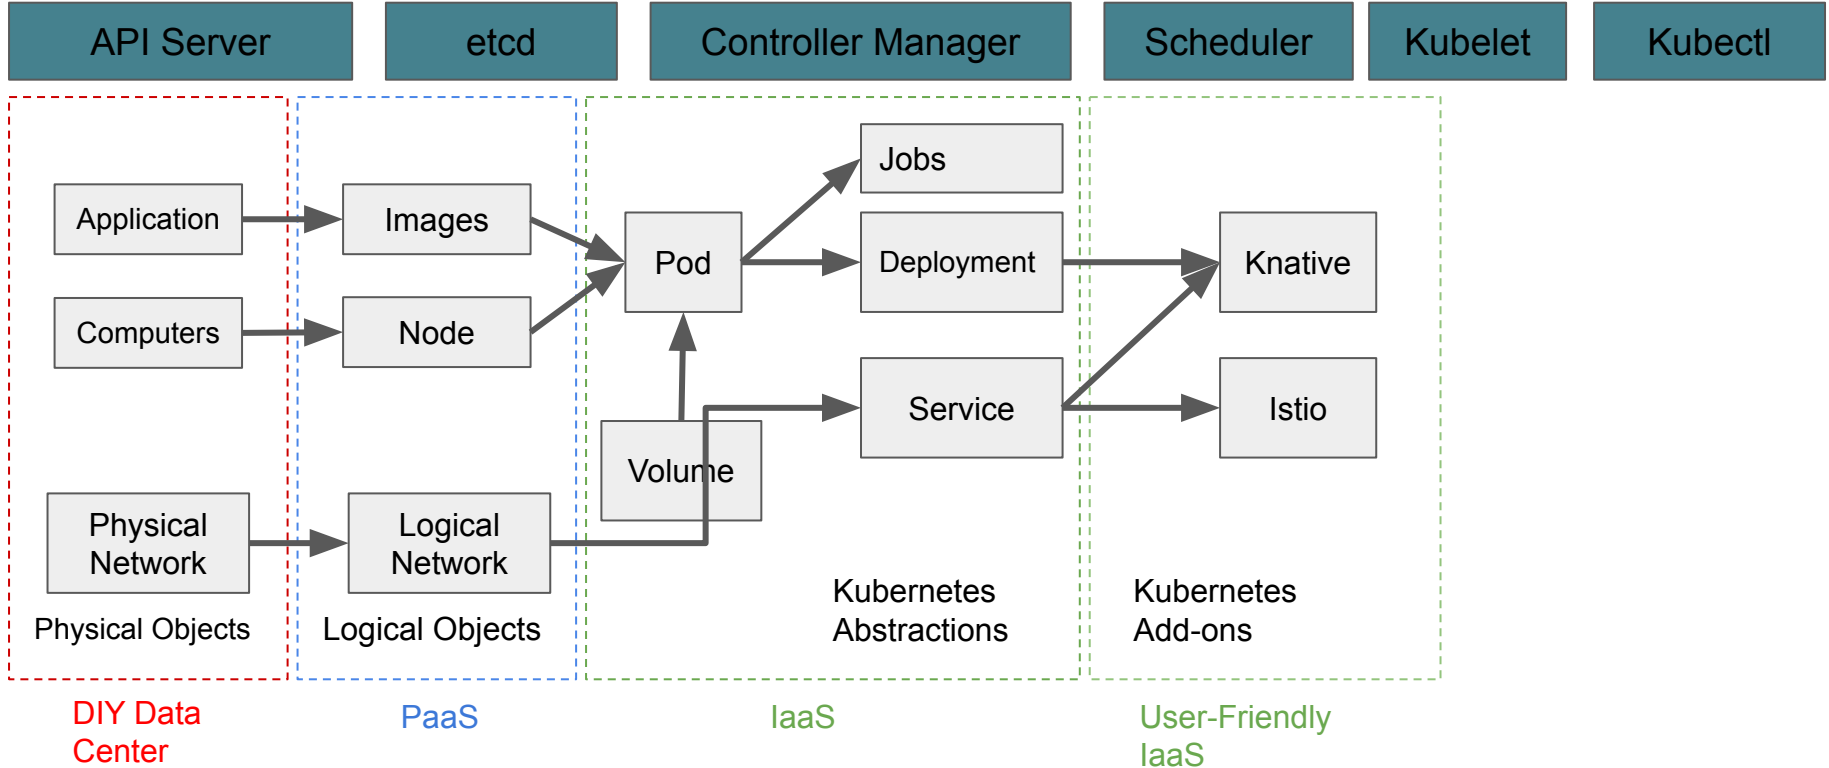 API Server
etcd
Controller Manager
Scheduler
Kubelet
Kubectl
Application
Computers
Physical
Network
Physical Objects
Images
Node
Logical
Network
Logical Objects
Pod
Volume
Jobs
Deployment
Service
Kubernetes
Abstractions
Knative
Istio
Kubernetes
Add-ons
DIY Data
Center
PaaS
IaaS
User-Friendly
IaaS